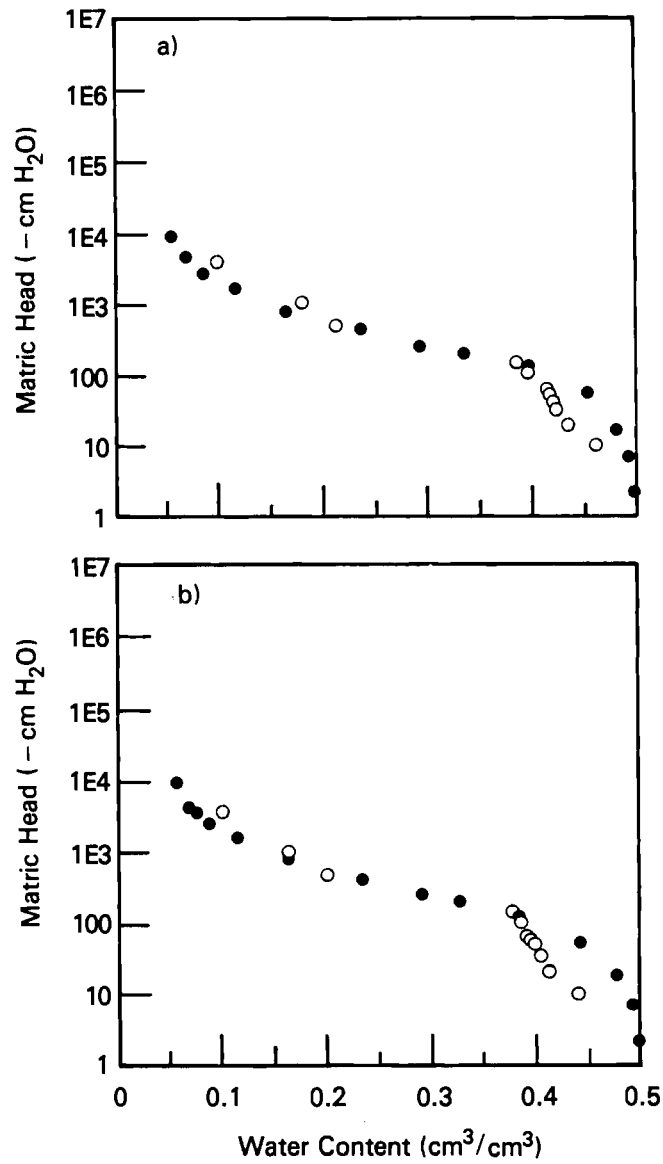 a)
1E7
1E6
1E5
1E4
1E3
100
10
1
Matric Head (– cm H₂O)
b)
1E7
1E6
1E5
1E4
1E3
100
10
1
Matric Head (– cm H₂O)
0 0.1 0.2 0.3 0.4 0.5
Water Content (cm³/cm³)